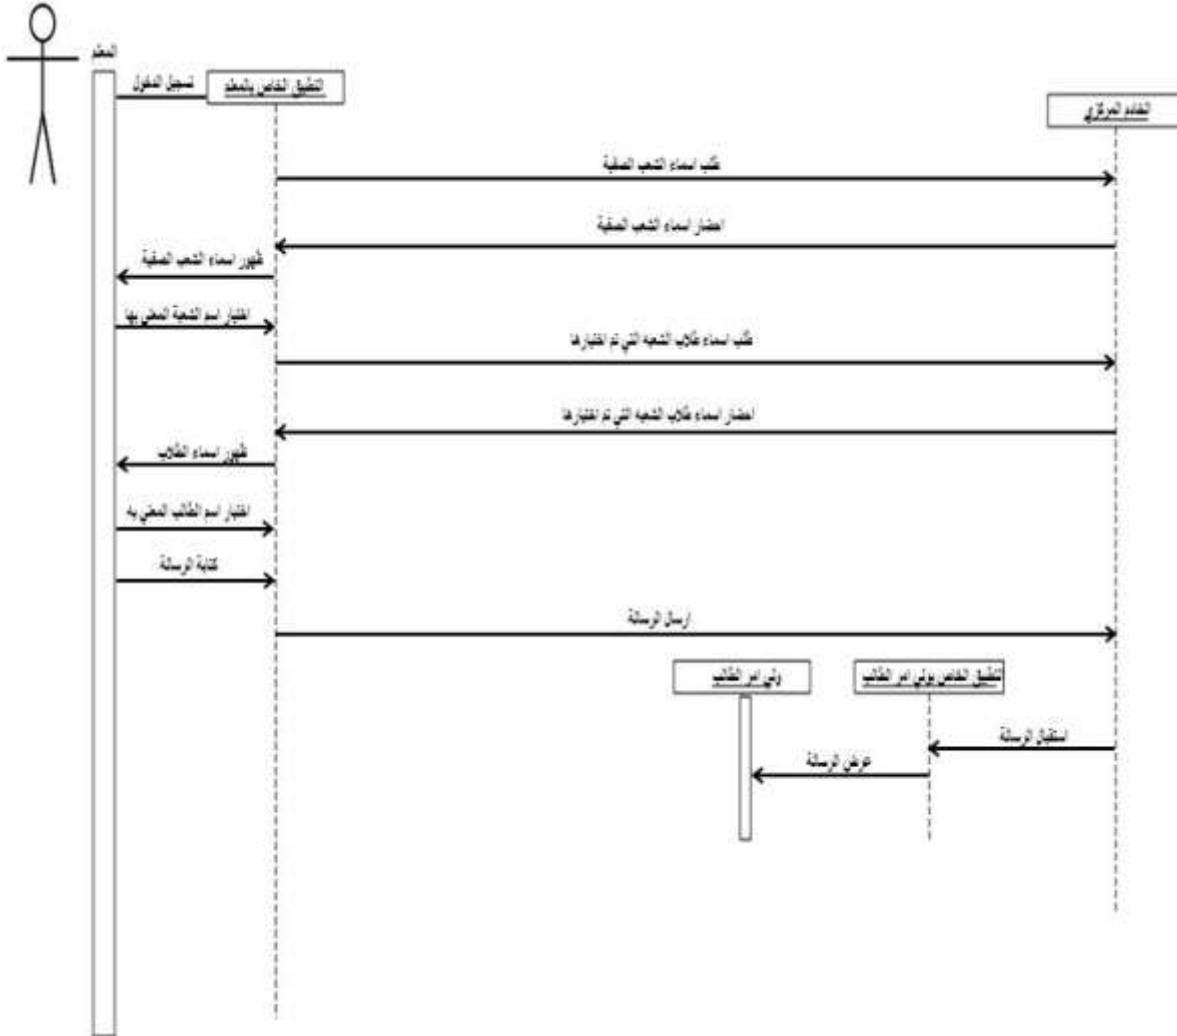 المعلم
تسجيل الدخول
التطبيق الخاص بالمعلم
الخادم المركزي
طلب اسماء الشعب الصفية
احضار اسماء الشعب الصفية
ظهور اسماء الشعب الصفية
اختيار اسم الشعبة المعني بها
طلب اسماء طلاب الشعبه التي تم اختيارها
احضار اسماء طلاب الشعبه التي تم اختيارها
ظهور اسماء الطلاب
اختيار اسم الطالب المعني به
كتابة الرسالة
ارسال الرسالة
التطبيق الخاص بولي امر الطالب
ولي امر الطالب
استقبال الرسالة
عرض الرسالة